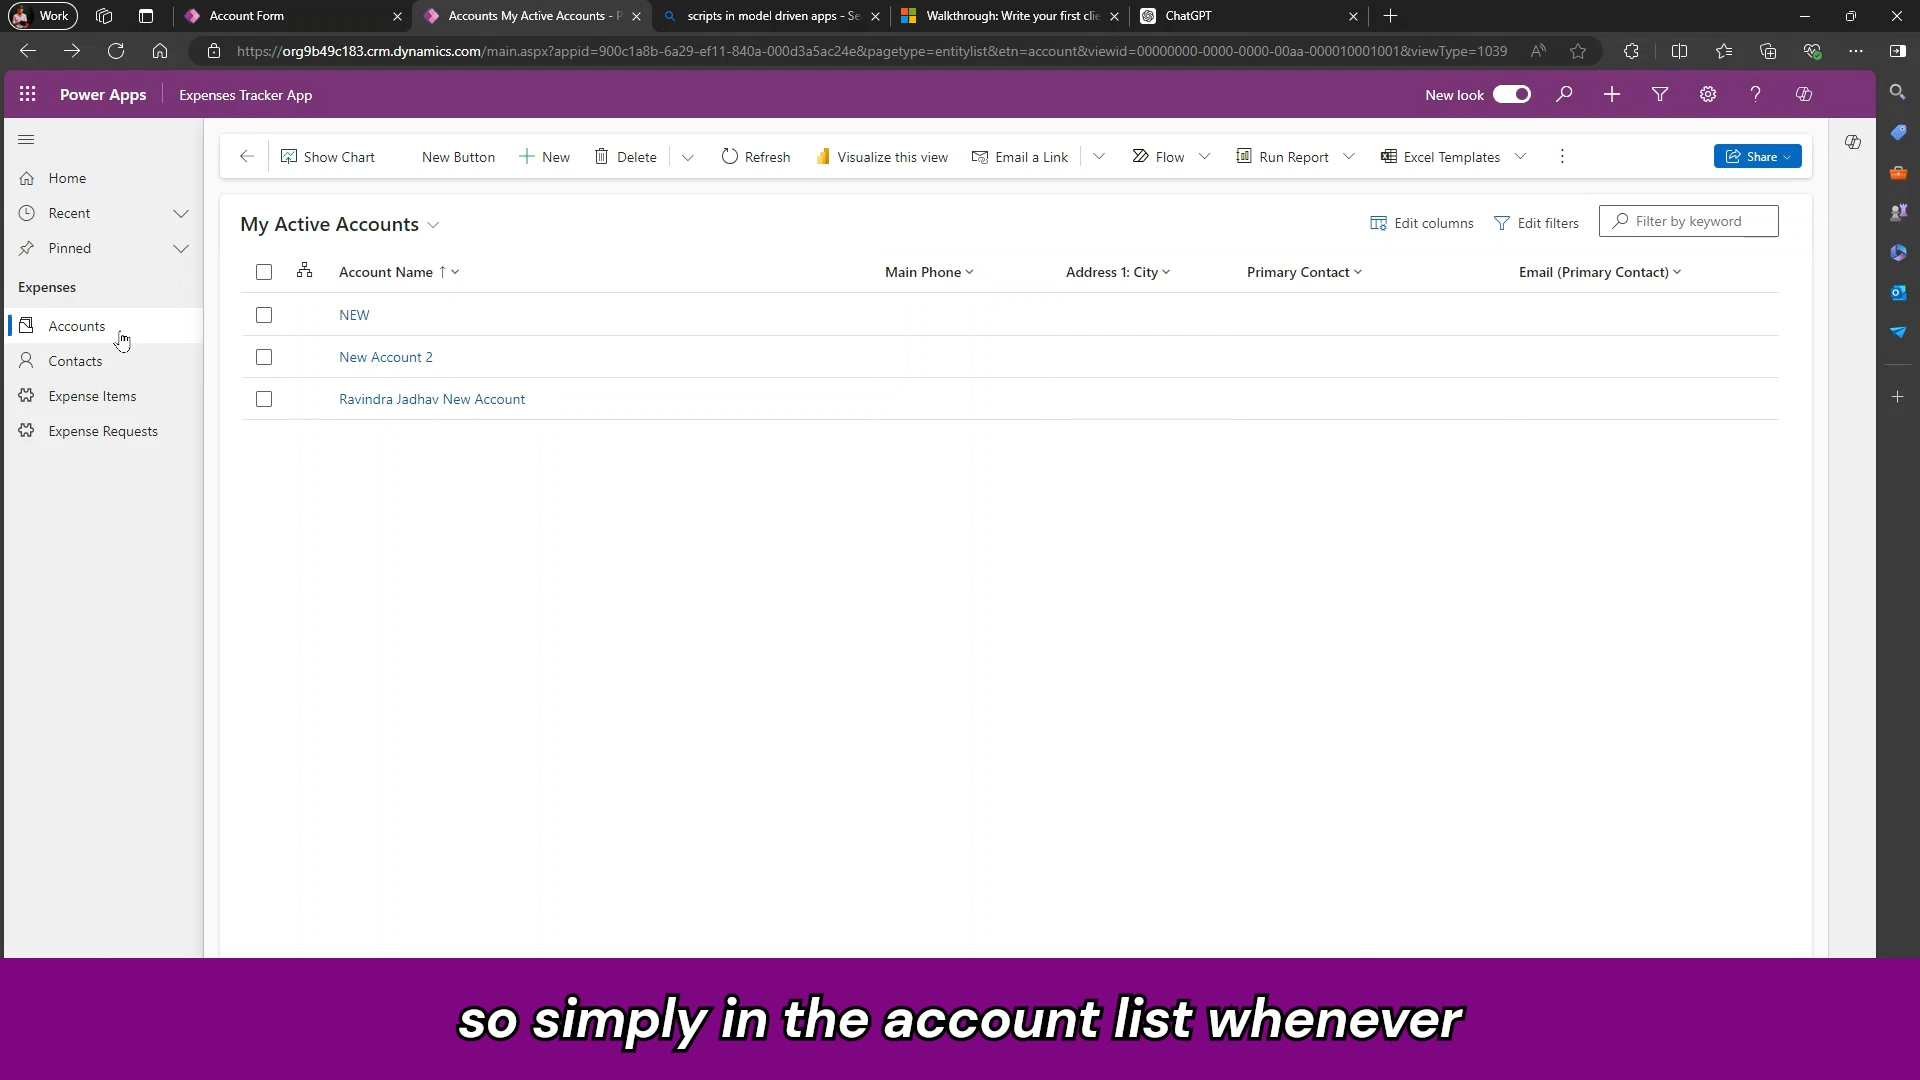 Work
Account Form
Accounts My Active Accounts - P
scripts in model driven apps - Se
Walkthrough: Write your first clie
ChatGPT
https://org9b49c183.crm.dynamics.com/main.aspx?appid=900c1a8b-6a29-ef11-840a-000d3a5ac24e&pagetype=entitylist&etn=account&viewid=00000000-0000-0000-00aa-000010001001&viewType=1039
Power Apps
Expenses Tracker App
New look
Show Chart
New Button
New
Delete
Refresh
Visualize this view
Email a Link
Flow
Run Report
Excel Templates
Share
Home
Recent
Pinned
Expenses
Accounts
Contacts
Expense Items
Expense Requests
My Active Accounts
Edit columns
Edit filters
Filter by keyword
Account Name
Main Phone
Address 1: City
Primary Contact
Email (Primary Contact)
NEW
New Account 2
Ravindra Jadhav New Account
so simply in the account list whenever